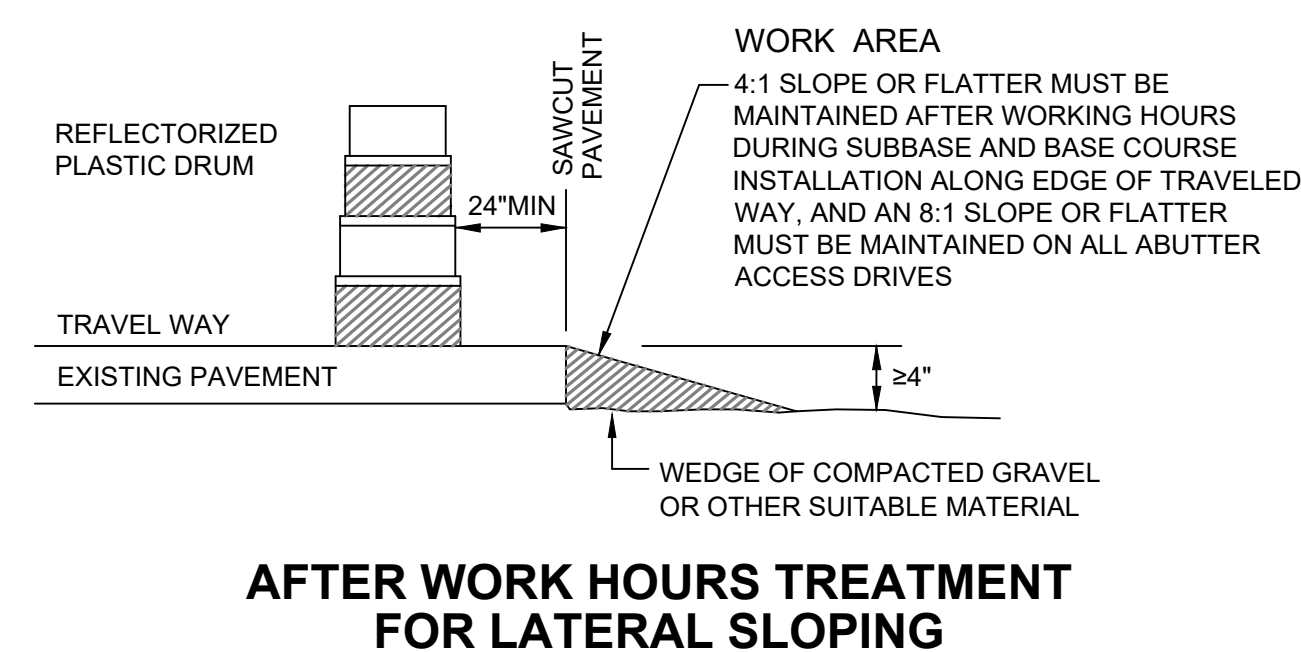 WORK AREA
4:1 SLOPE OR FLATTER MUST BE
MAINTAINED AFTER WORKING HOURS
DURING SUBBASE AND BASE COURSE
INSTALLATION ALONG EDGE OF TRAVELED
WAY, AND AN 8:1 SLOPE OR FLATTER
MUST BE MAINTAINED ON ALL ABUTTER
ACCESS DRIVES
SAWCUT
PAVEMENT
REFLECTORIZED
PLASTIC DRUM
24"MIN
TRAVEL WAY
EXISTING PAVEMENT
≥4"
WEDGE OF COMPACTED GRAVEL
OR OTHER SUITABLE MATERIAL
AFTER WORK HOURS TREATMENT
FOR LATERAL SLOPING